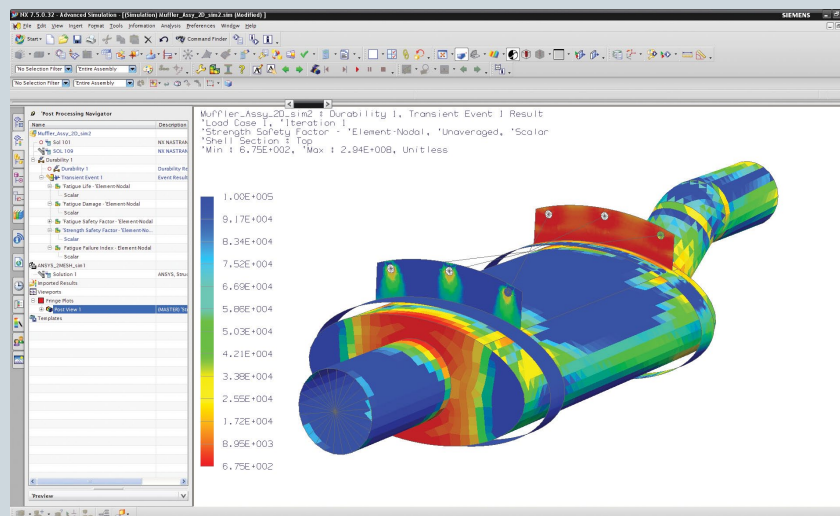 NX 7.5.0.32 - Advanced Simulation - [(Simulation) Muffler_Assy_2D_sim2.sim (Modified) ]
SIEMENS
File Edit View Insert Format Tools Information Analysis Preferences Window Help
Start
Command Finder
No Selection Filter Entire Assembly
No Selection Filter Entire Assembly
Post Processing Navigator
Name Description
Muffler_Assy_2D_sim2
Sol 101 NX NASTRAN
SOL 109 NX NASTRAN
Durability 1
Durability 1 Durability Re
Transient Event 1 Event Result
Fatigue Life - 'Element-Nodal
Scalar
Fatigue Damage - 'Element-Nodal
Scalar
Fatigue Safety Factor - 'Element-Nodal
'Strength Safety Factor - 'Element-No...
Scalar
Fatigue Failure Index - Element-Nodal
Scalar
ANSYS_2MESH_sim1
Solution 1 ANSYS, Struc
Imported Results
Viewports
Fringe Plots
Post View 1
Templates
Preview
Muffler_Assy_2D_sim2 : Durability 1, Transient Event 1 Result
'Load Case 1, 'Iteration 1
'Strength Safety Factor - 'Element-Nodal, 'Unaveraged, 'Scalar
'Shell Section : Top
'Min : 6.75E+002, 'Max : 2.94E+008, Unitless
1.00E+005
9.17E+004
8.34E+004
7.52E+004
6.69E+004
5.86E+004
5.03E+004
4.21E+004
3.38E+004
2.55E+004
1.72E+004
8.95E+003
6.75E+002